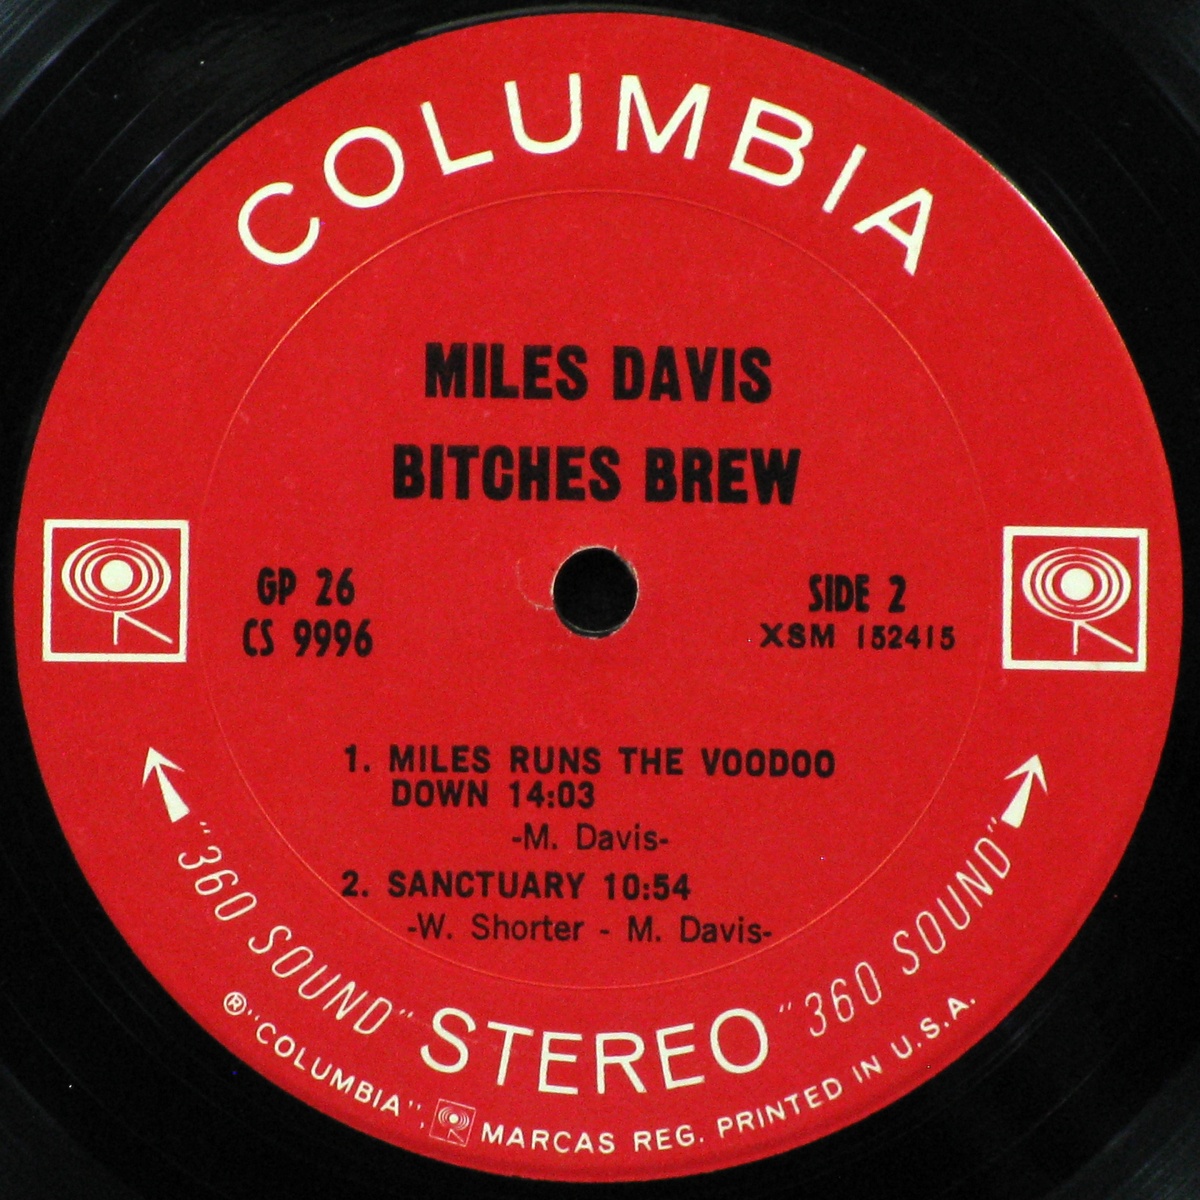 COLUMBIA
MILES DAVIS
BITCHES BREW
GP 26
CS 9996
SIDE 2
XSM 152415
1. MILES RUNS THE VOODOO
DOWN 14:03
-M. Davis-
2. SANCTUARY 10:54
-W. Shorter - M. Davis-
"360 SOUND" STEREO "360 SOUND"
®"COLUMBIA", MARCAS REG. PRINTED IN U.S.A.